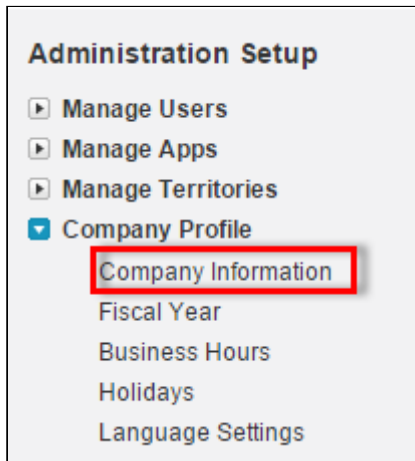 Administration Setup
Manage Users
Manage Apps
Manage Territories
Company Profile
Company Information
Fiscal Year
Business Hours
Holidays
Language Settings